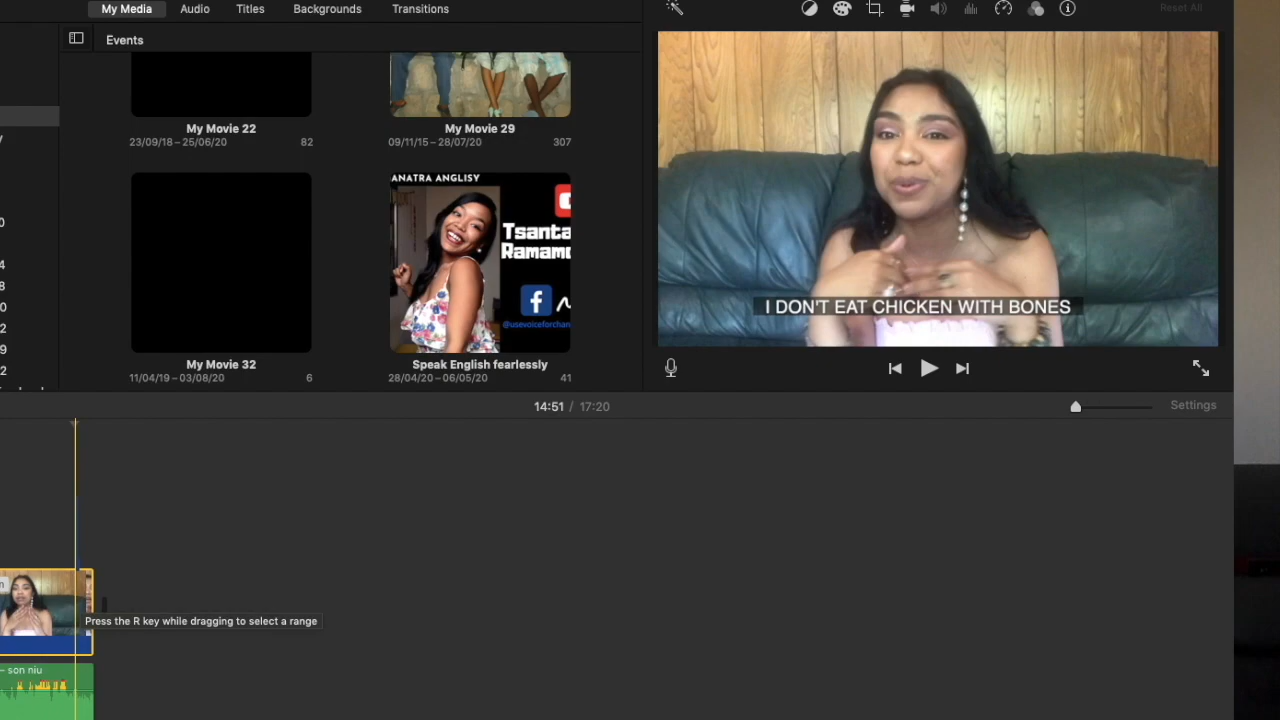 My Media
Audio
Titles
Backgrounds
Transitions
Reset All
Events
My Movie 22
23/09/18 – 25/06/20
82
My Movie 29
09/11/15 – 28/07/20
307
ANATRA ANGLISY
Tsanta
Ramamo
@usevoiceforchan
My Movie 32
11/04/19 – 03/08/20
6
Speak English fearlessly
28/04/20 – 06/05/20
41
I DON'T EAT CHICKEN WITH BONES
14:51 / 17:20
Settings
Press the R key while dragging to select a range
– son niu